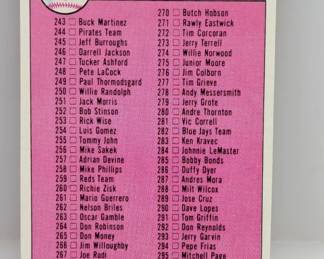 243 Buck Martinez
244 Pirates Team
245 Jeff Burroughs
246 Darrell Jackson
247 Tucker Ashford
248 Pete LaCock
249 Paul Thormodsgard
250 Willie Randolph
251 Jack Morris
252 Bob Stinson
253 Rick Wise
254 Luis Gomez
255 Tommy John
256 Mike Sakek
257 Adrian Devine
258 Mike Phillips
259 Reds Team
260 Richie Zisk
261 Mario Guerrero
262 Nelson Briles
263 Oscar Gamble
264 Don Robinson
265 Don Money
266 Jim Willoughby
267 Joe Rudi
270 Butch Hobson
271 Rawly Eastwick
272 Tim Corcoran
273 Jerry Terrell
274 Willie Norwood
275 Junior Moore
276 Jim Colborn
277 Tim Grieve
278 Andy Messersmith
279 Jerry Grote
280 Andre Thornton
281 Vic Correll
282 Blue Jays Team
283 Ken Kravec
284 Johnnie LeMaster
285 Bobby Bonds
286 Duffy Dyer
287 Andres Mora
288 Milt Wilcox
289 Jose Cruz
290 Dave Lopes
291 Tom Griffin
292 Don Reynolds
293 Jerry Garvin
294 Pepe Frias
295 Mitchell Page